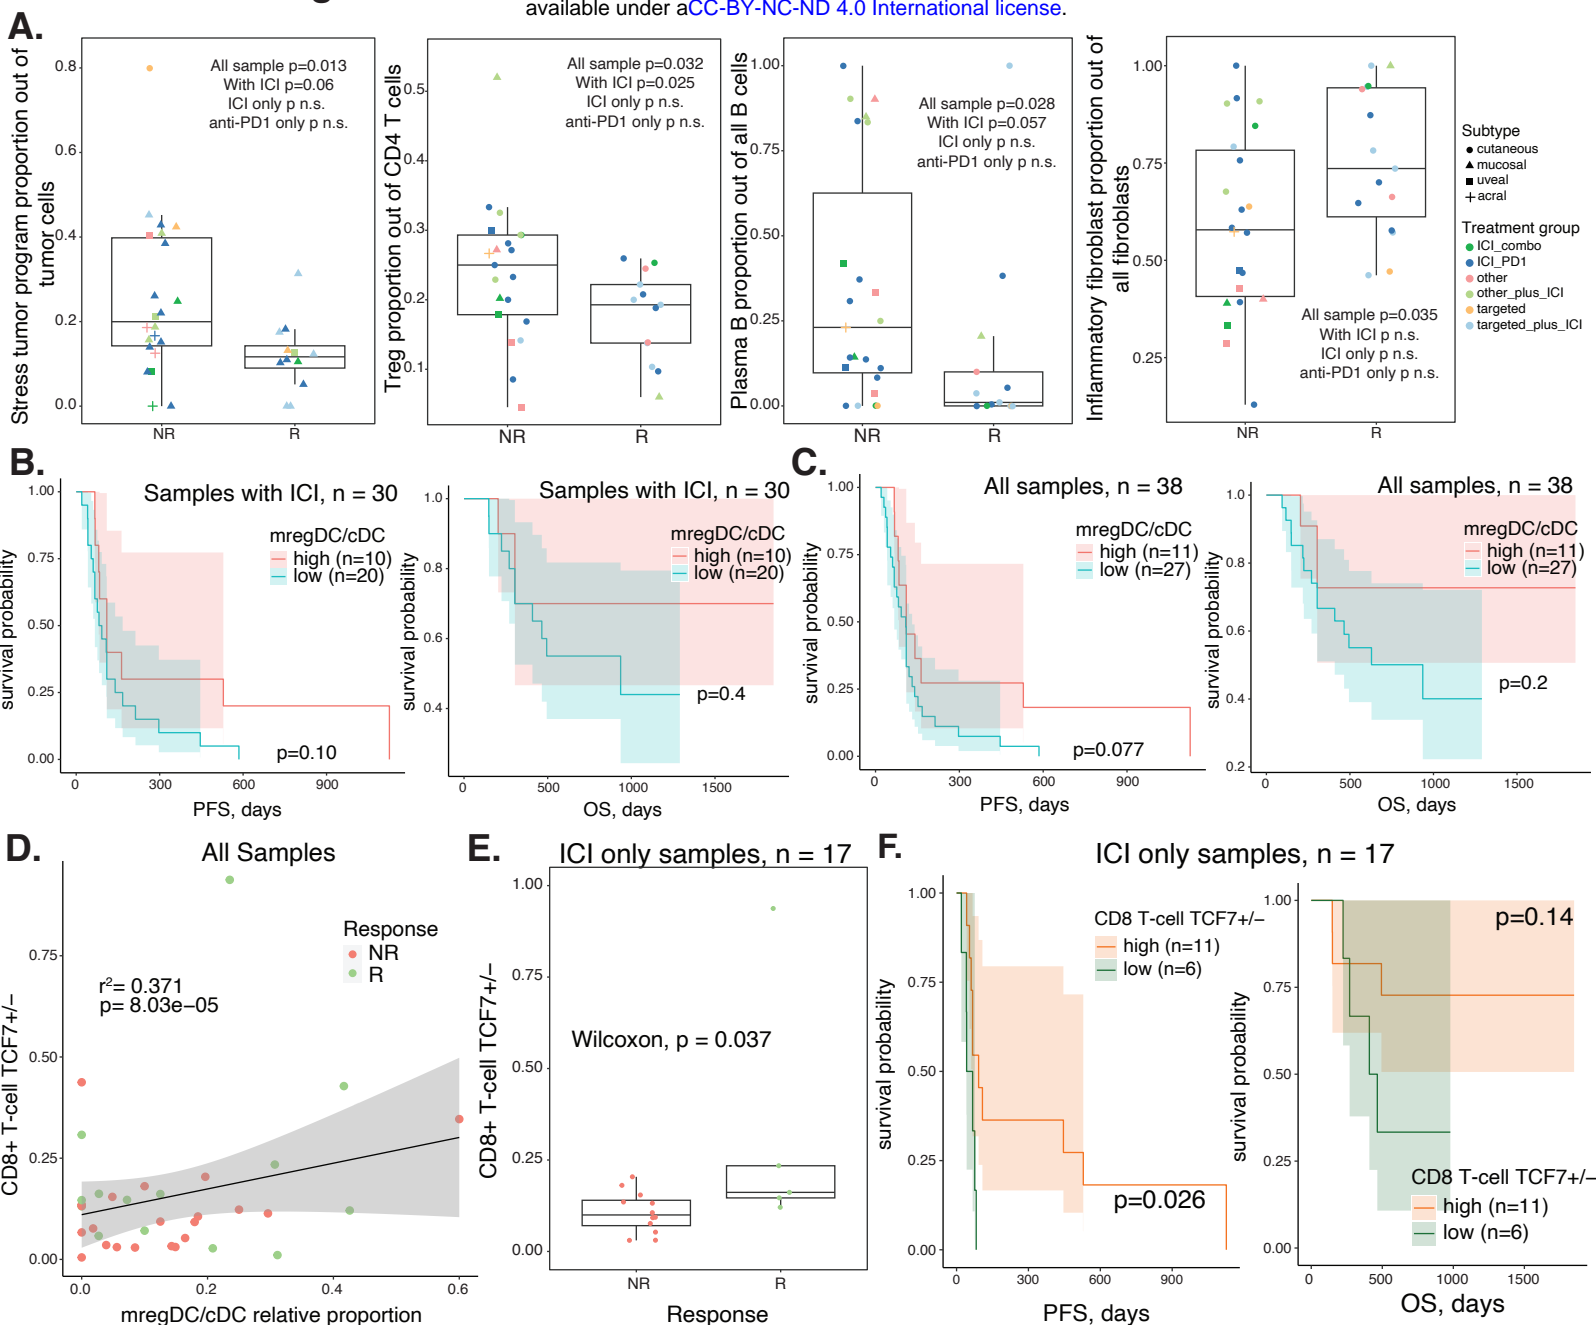 available under aCC-BY-NC-ND 4.0 International license.
A.
Stress tumor program proportion out of
tumor cells
0.8
0.6
0.4
0.2
0.0
All sample p=0.013
With ICI p=0.06
ICI only p n.s.
anti-PD1 only p n.s.
NR
R
Treg proportion out of CD4 T cells
0.5
0.4
0.3
0.2
0.1
All sample p=0.032
With ICI p=0.025
ICI only p n.s.
anti-PD1 only p n.s.
NR
R
Plasma B proportion out of all B cells
1.00
0.75
0.50
0.25
0.00
All sample p=0.028
With ICI p=0.057
ICI only p n.s.
anti-PD1 only p n.s.
NR
R
Inflammatory fibroblast proportion out of
all fibroblasts
1.00
0.75
0.50
0.25
All sample p=0.035
With ICI p n.s.
ICI only p n.s.
anti-PD1 only p n.s.
NR
R
Subtype
cutaneous
mucosal
uveal
acral
Treatment group
ICI_combo
ICI_PD1
other
other_plus_ICI
targeted
targeted_plus_ICI
B.
Samples with ICI, n = 30
mregDC/cDC
high (n=10)
low (n=20)
survival probability
1.00
0.75
0.50
0.25
0.00
p=0.10
0
300
600
900
PFS, days
Samples with ICI, n = 30
mregDC/cDC
high (n=10)
low (n=20)
survival probability
1.0
0.8
0.6
0.4
p=0.4
0
500
1000
1500
OS, days
C.
All samples, n = 38
mregDC/cDC
high (n=11)
low (n=27)
survival probability
1.00
0.75
0.50
0.25
0.00
p=0.077
0
300
600
900
PFS, days
All samples, n = 38
mregDC/cDC
high (n=11)
low (n=27)
survival probability
1.0
0.8
0.6
0.4
0.2
p=0.2
0
500
1000
1500
OS, days
D.
All Samples
Response
NR
R
r²= 0.371
p= 8.03e−05
CD8+ T-cell TCF7+/−
0.75
0.50
0.25
0.00
0.0
0.2
0.4
0.6
mregDC/cDC relative proportion
E.
ICI only samples, n = 17
CD8+ T-cell TCF7+/−
1.00
0.75
0.50
0.25
0.00
Wilcoxon, p = 0.037
NR
R
Response
F.
ICI only samples, n = 17
CD8 T-cell TCF7+/−
high (n=11)
low (n=6)
survival probability
1.00
0.75
0.50
0.25
0.00
p=0.026
0
300
600
900
PFS, days
p=0.14
survival probability
1.00
0.75
0.50
0.25
0.00
CD8 T-cell TCF7+/−
high (n=11)
low (n=6)
0
500
1000
1500
OS, days